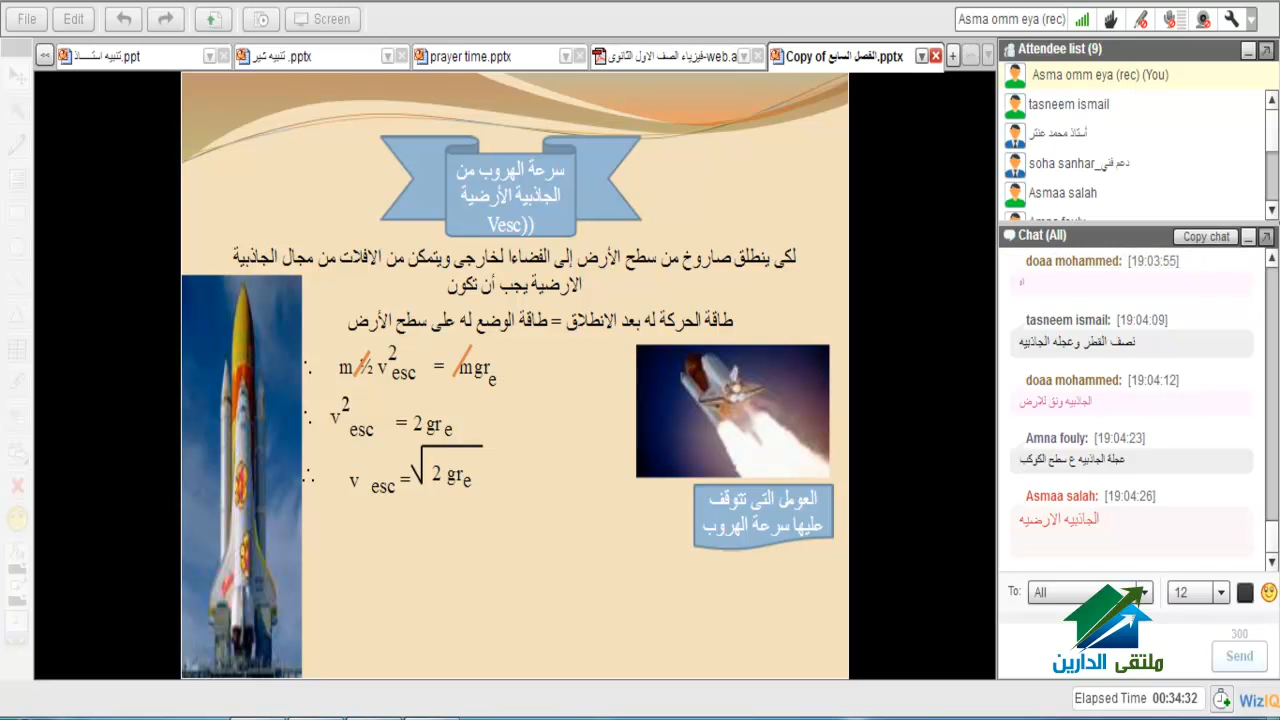 File
Edit
Screen
Asma omm eya (rec)
تنبيه استـــاذ.ppt
تنبيه تير.pptx
prayer time.pptx
فيزياء الصف الاول الثانوى-web.a
Copy of الفصل السابع.pptx
سرعة الهروب من
الجاذبية الأرضية
Vesc))
لكى ينطلق صاروخ من سطح الأرض إلى الفضاءا لخارجى ويتمكن من الافلات من مجال الجاذبية
الارضية يجب أن تكون
طاقة الحركة له بعد الانطلاق = طاقة الوضع له على سطح الأرض
∴ m ½ v²esc = mgre
∴ v²esc = 2 gre
∴ v esc = √2 gre
العومل التى تتوقف
عليها سرعة الهروب
Attendee list (9)
Asma omm eya (rec) (You)
tasneem ismail
أستاذ محمد عنتر
soha sanhar_دعم فني
Asmaa salah
Amna fouly
Chat (All)
Copy chat
doaa mohammed: [19:03:55]
اه
tasneem ismail: [19:04:09]
نصف القطر وعجله الجاذبيه
doaa mohammed: [19:04:12]
الجاذبيه ونق للارض
Amna fouly: [19:04:23]
عجلة الجاذبيه ع سطح الكوكب
Asmaa salah: [19:04:26]
الجاذبيه الارضيه
To:
All
12
300
Send
ملتقى الدارين
Elapsed Time 00:34:32
WizIQ